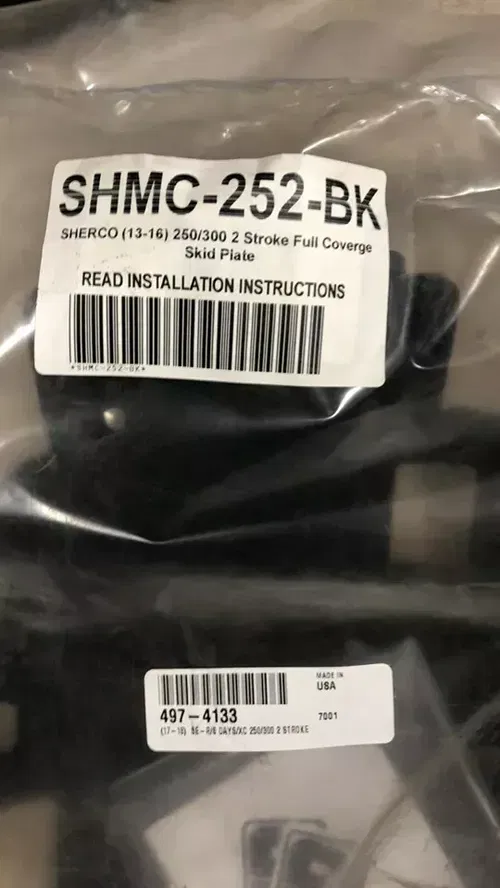 SHMC-252-BK
SHERCO (13-16) 250/300 2 Stroke Full Coverge
Skid Plate
READ INSTALLATION INSTRUCTIONS
*SHMC-252-BK*
MADE IN
USA
497-4133
7001
(17-18) SE-R/6 DAYS/XC 250/300 2 STROKE